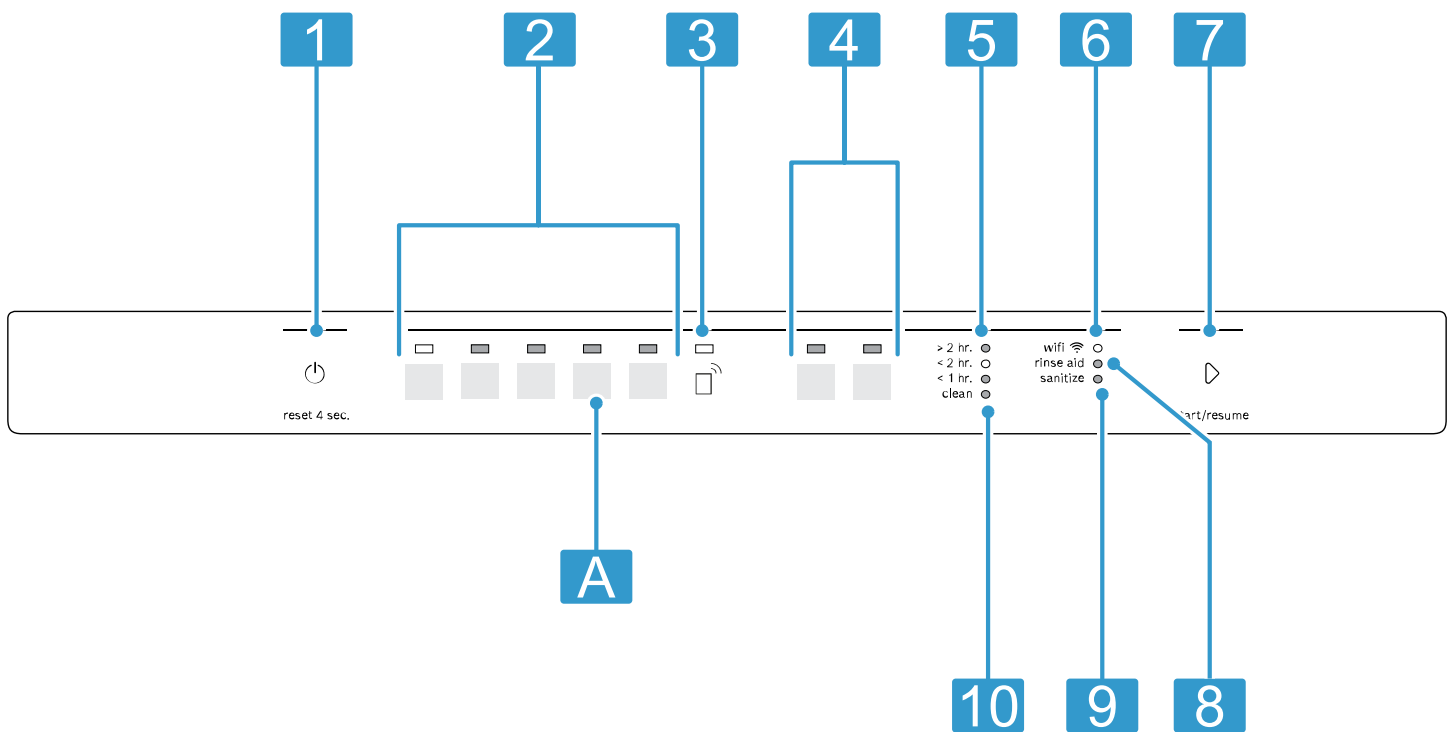 1 2 3 4 5 6 7
> 2 hr. wifi
< 2 hr. rinse aid
< 1 hr. sanitize
clean
reset 4 sec. art/resume
A
10 9 8